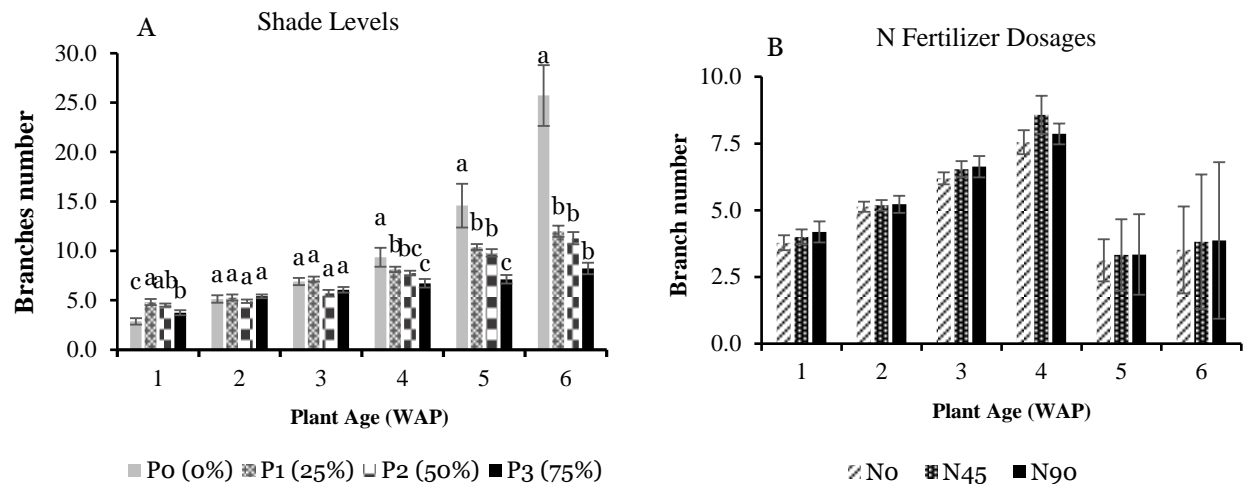 A
Shade Levels
Branches number
30.0
25.0
20.0
15.0
10.0
5.0
0.0
c a ab b
a a a a
a a a a
a b bc c
a b b c
a b b b
1 2 3 4 5 6
Plant Age (WAP)
P0 (0%) P1 (25%) P2 (50%) P3 (75%)
B
N Fertilizer Dosages
Branch number
10.0
7.5
5.0
2.5
0.0
1 2 3 4 5 6
Plant Age (WAP)
N0 N45 N90